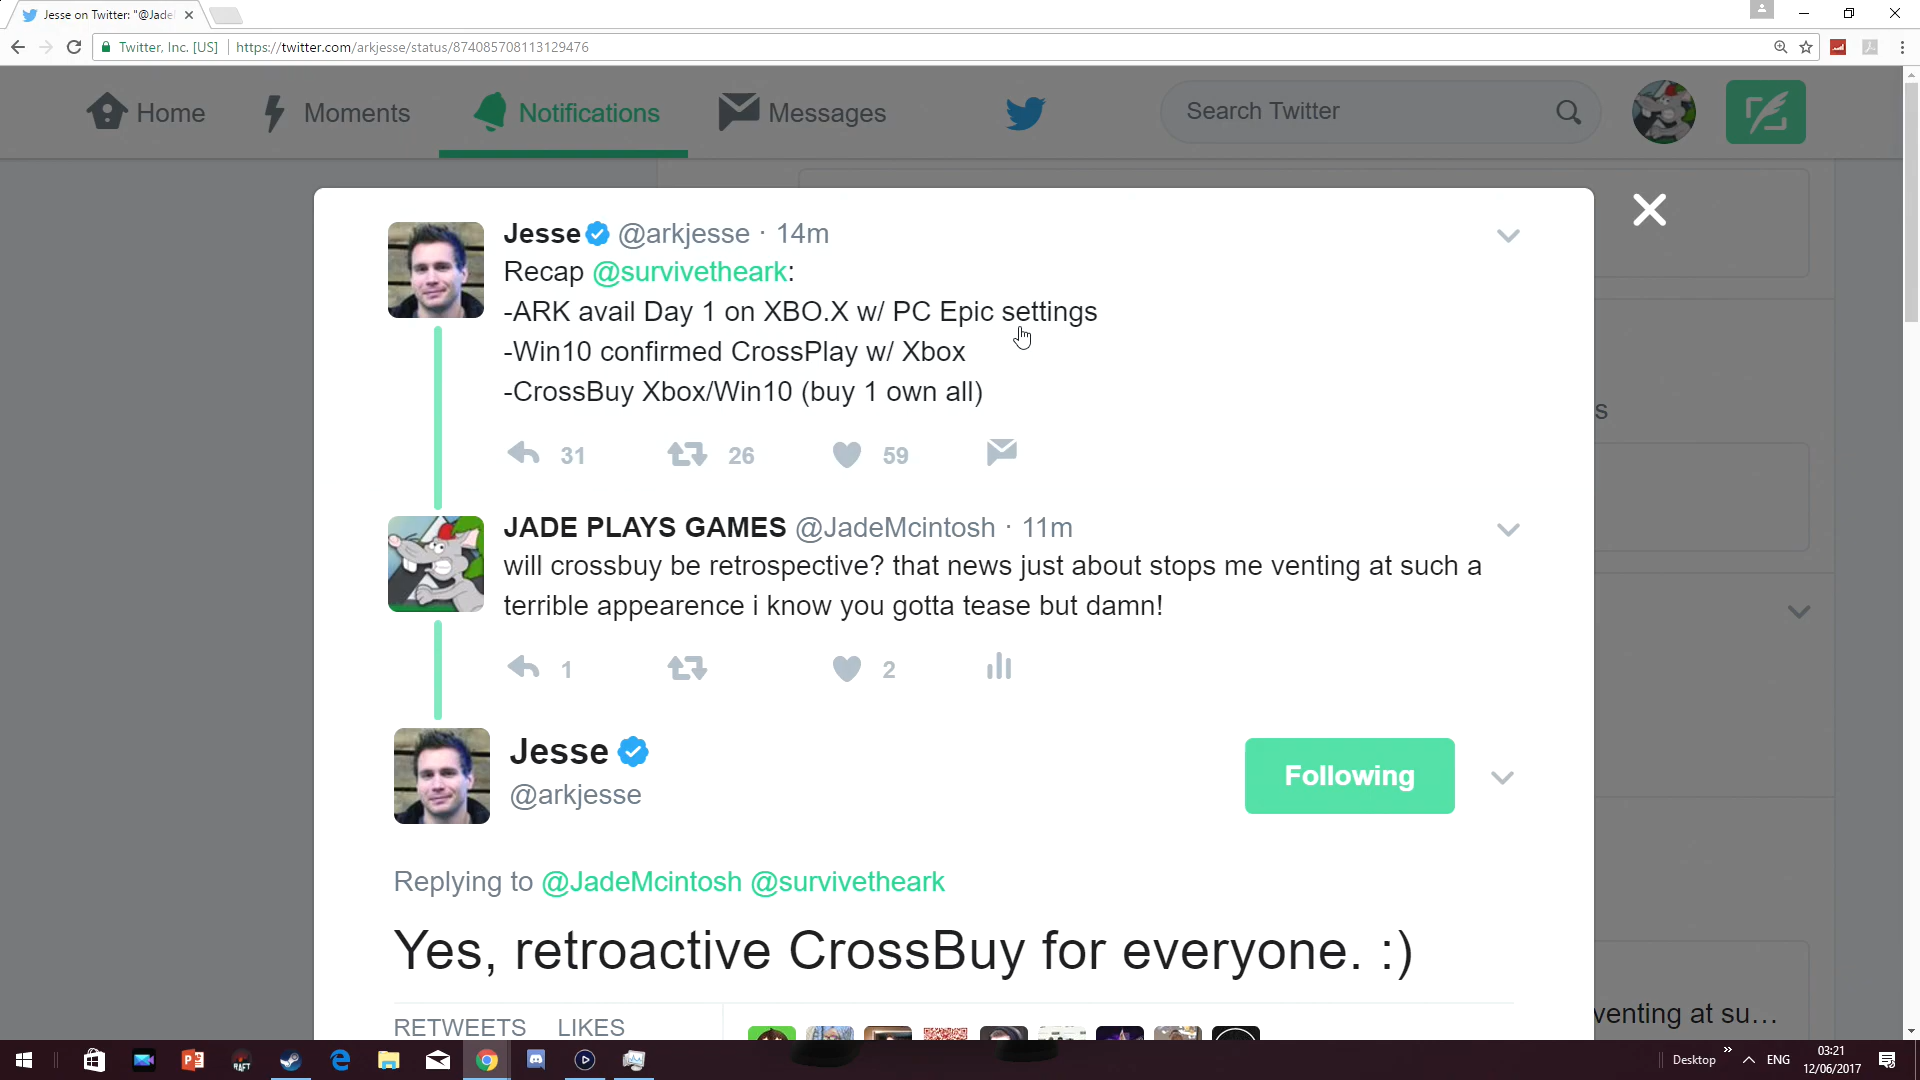 Jesse on Twitter: "@Jade
Twitter, Inc. [US] https://twitter.com/arkjesse/status/874085708113129476
Home Moments Notifications Messages Search Twitter
Jesse @arkjesse · 14m
Recap @survivetheark:
-ARK avail Day 1 on XBO.X w/ PC Epic settings
-Win10 confirmed CrossPlay w/ Xbox
-CrossBuy Xbox/Win10 (buy 1 own all)
s
31 26 59
JADE PLAYS GAMES @JadeMcintosh · 11m
will crossbuy be retrospective? that news just about stops me venting at such a
terrible appearence i know you gotta tease but damn!
1 2
Jesse
@arkjesse
Following
Replying to @JadeMcintosh @survivetheark
Yes, retroactive CrossBuy for everyone. :)
venting at su...
RETWEETS LIKES
RAFT
Desktop » ENG 03:21
12/06/2017